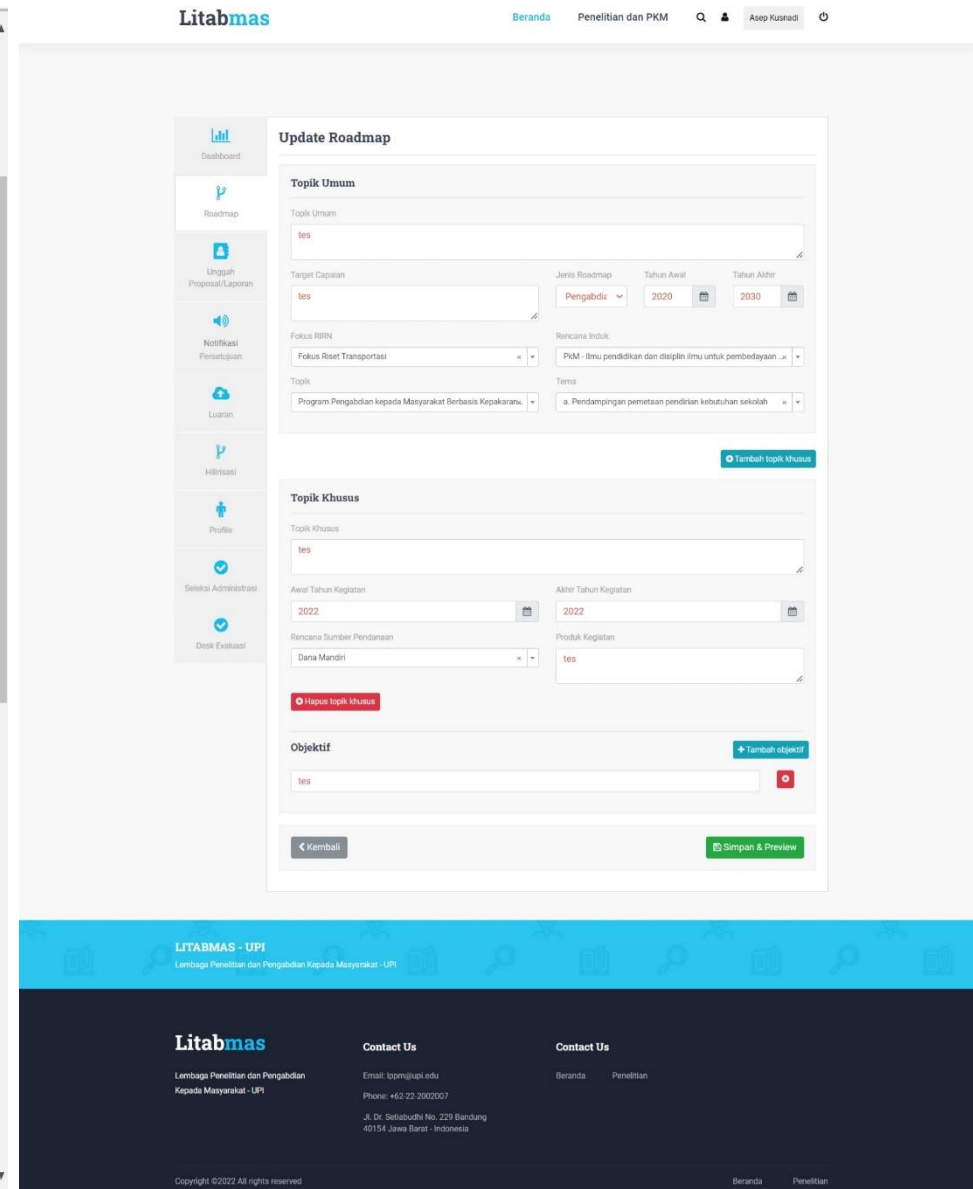 Litabmas
Beranda Penelitian dan PKM Asep Kusnadi
Dashboard
Roadmap
Unggah
Proposal/Laporan
Notifikasi
Persetujuan
Luaran
Hilirisasi
Profile
Seleksi Administrasi
Desk Evaluasi
Update Roadmap
Topik Umum
Topik Umum
tes
Target Capaian Jenis Roadmap Tahun Awal Tahun Akhir
tes Pengabdia 2020 2030
Fokus RIRN Rencana Induk
Fokus Riset Transportasi × PkM - Ilmu pendidikan dan disiplin ilmu untuk pembedayaan ... ×
Topik Tema
Program Pengabdian kepada Masyarakat Berbasis Kepakaran... × a. Pendampingan pemetaan pendirian kebutuhan sekolah ×
Tambah topik khusus
Topik Khusus
Topik Khusus
tes
Awal Tahun Kegiatan Akhir Tahun Kegiatan
2022 2022
Rencana Sumber Pendanaan Produk Kegiatan
Dana Mandiri × tes
Hapus topik khusus
Objektif + Tambah objektif
tes
Kembali Simpan & Preview
LITABMAS - UPI
Lembaga Penelitian dan Pengabdian Kepada Masyarakat - UPI
Litabmas Contact Us Contact Us
Lembaga Penelitian dan Pengabdian
Kepada Masyarakat - UPI
Email: lppm@upi.edu
Phone: +62-22-2002007
Jl. Dr. Setiabudhi No. 229 Bandung
40154 Jawa Barat - Indonesia
Beranda Penelitian
Copyright ©2022 All rights reserved Beranda Penelitian